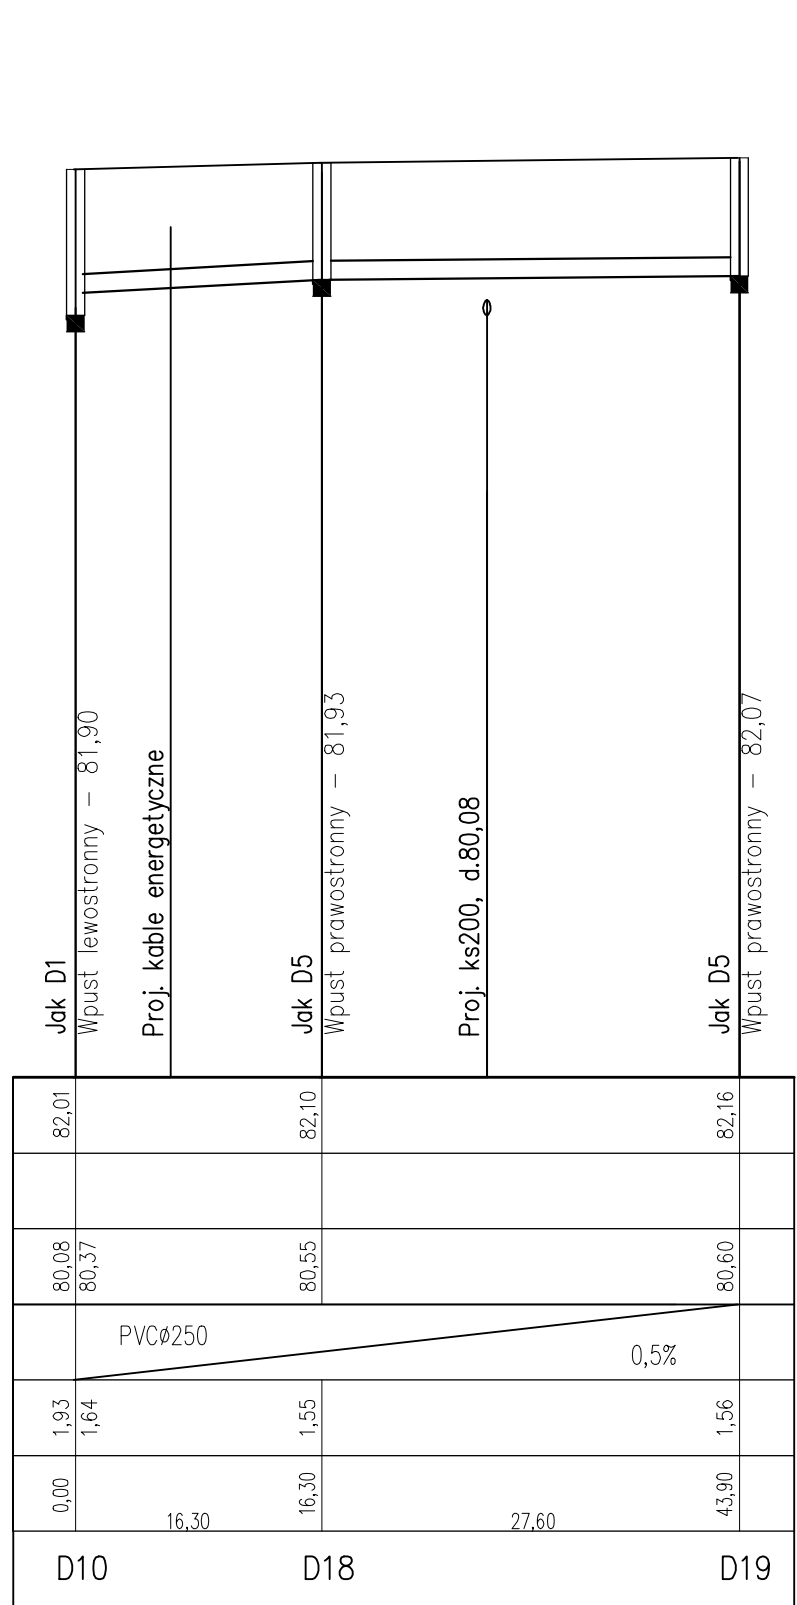 Jak D1
Wpust lewostronny – 81,90
Proj. kable energetyczne
Jak D5
Wpust prawostronny – 81,93
Proj. ks200, d.80,08
Jak D5
Wpust prawostronny – 82,07
82,01 82,10 82,16
80,08 80,37 80,55 80,60
PVCø250
0,5%
1,93 1,64 1,55 1,56
0,00 16,30 43,90
16,30 27,60
D10 D18 D19